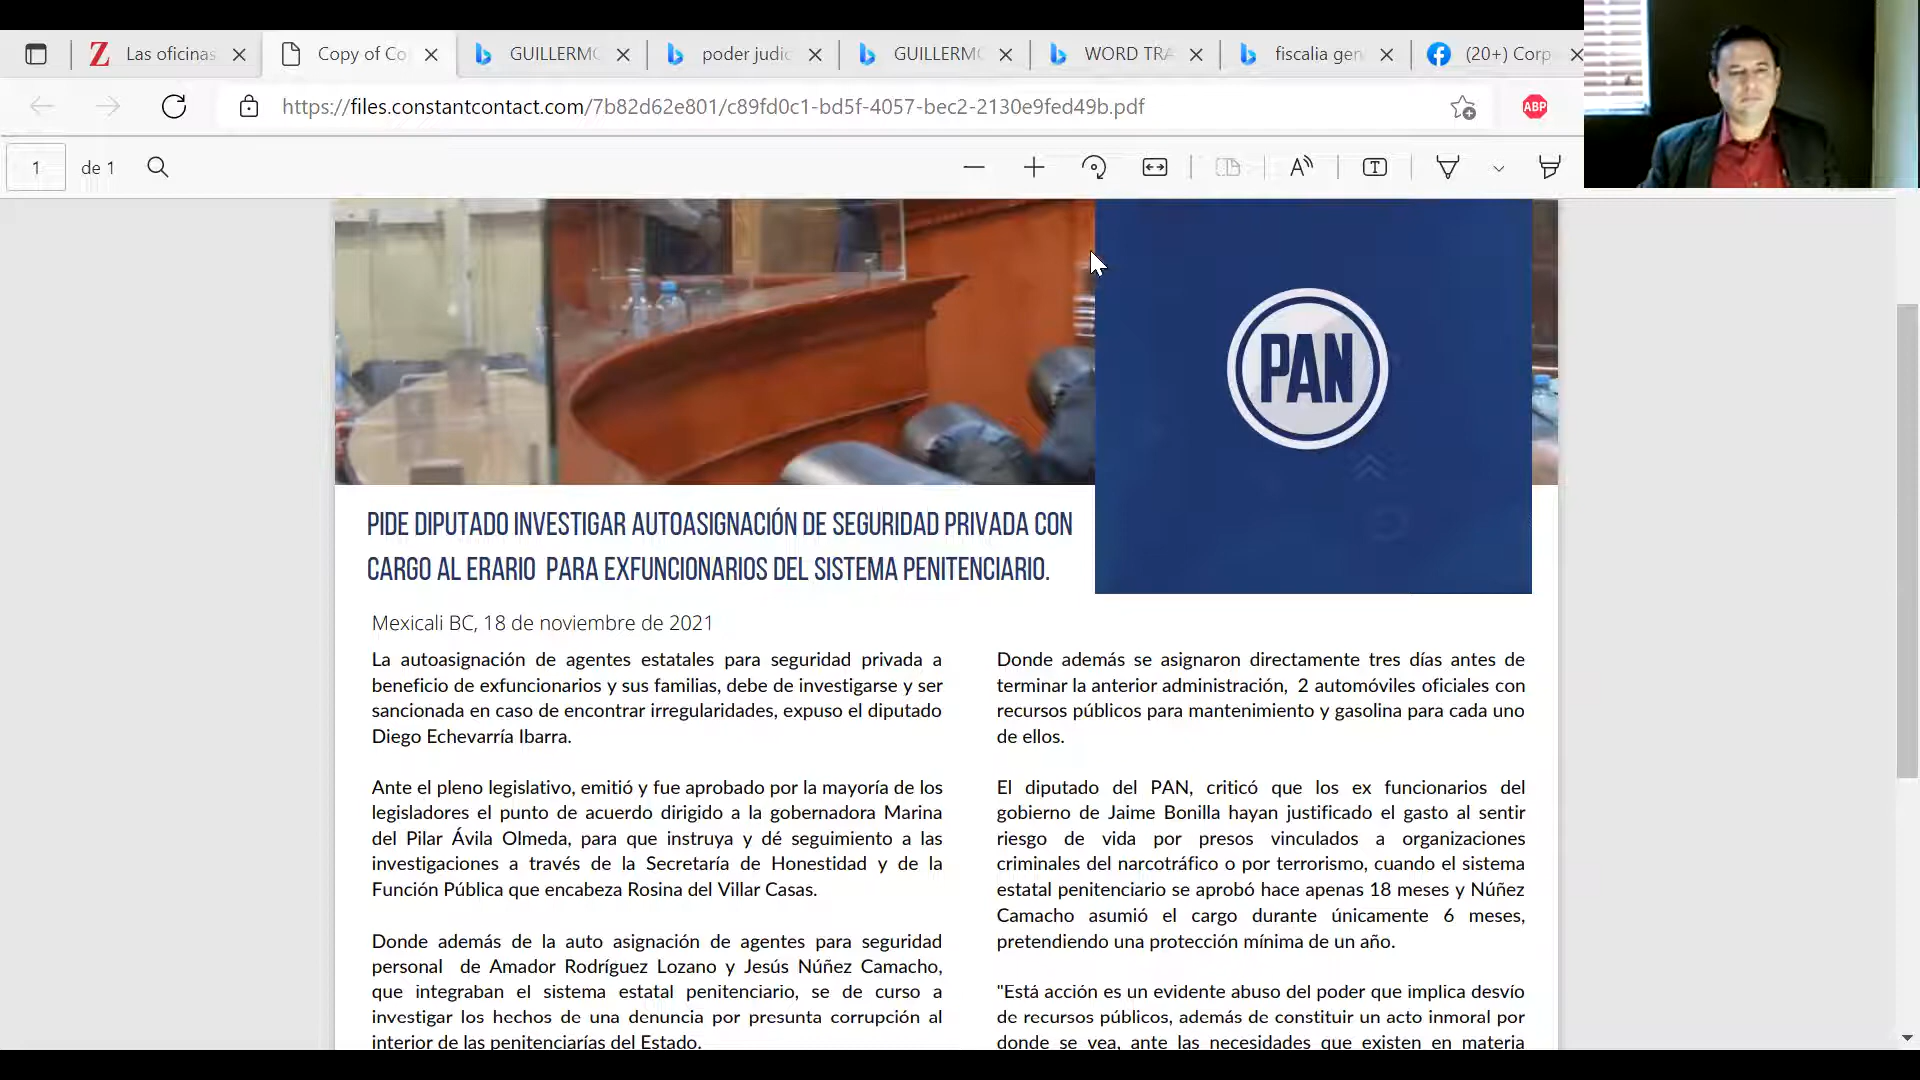 Las oficinas
Copy of Co
GUILLERMO
poder judic
GUILLERMO
WORD TRA
fiscalia gen
(20+) Corp
https://files.constantcontact.com/7b82d62e801/c89fd0c1-bd5f-4057-bec2-2130e9fed49b.pdf
ABP
1 de 1
PAN
PIDE DIPUTADO INVESTIGAR AUTOASIGNACIÓN DE SEGURIDAD PRIVADA CON
CARGO AL ERARIO PARA EXFUNCIONARIOS DEL SISTEMA PENITENCIARIO.
Mexicali BC, 18 de noviembre de 2021
La autoasignación de agentes estatales para seguridad privada a
beneficio de exfuncionarios y sus familias, debe de investigarse y ser
sancionada en caso de encontrar irregularidades, expuso el diputado
Diego Echevarría Ibarra.
Ante el pleno legislativo, emitió y fue aprobado por la mayoría de los
legisladores el punto de acuerdo dirigido a la gobernadora Marina
del Pilar Ávila Olmeda, para que instruya y dé seguimiento a las
investigaciones a través de la Secretaría de Honestidad y de la
Función Pública que encabeza Rosina del Villar Casas.
Donde además de la auto asignación de agentes para seguridad
personal de Amador Rodríguez Lozano y Jesús Núñez Camacho,
que integraban el sistema estatal penitenciario, se de curso a
investigar los hechos de una denuncia por presunta corrupción al
interior de las penitenciarías del Estado.
Donde además se asignaron directamente tres días antes de
terminar la anterior administración, 2 automóviles oficiales con
recursos públicos para mantenimiento y gasolina para cada uno
de ellos.
El diputado del PAN, criticó que los ex funcionarios del
gobierno de Jaime Bonilla hayan justificado el gasto al sentir
riesgo de vida por presos vinculados a organizaciones
criminales del narcotráfico o por terrorismo, cuando el sistema
estatal penitenciario se aprobó hace apenas 18 meses y Núñez
Camacho asumió el cargo durante únicamente 6 meses,
pretendiendo una protección mínima de un año.
"Está acción es un evidente abuso del poder que implica desvío
de recursos públicos, además de constituir un acto inmoral por
donde se vea, ante las necesidades que existen en materia